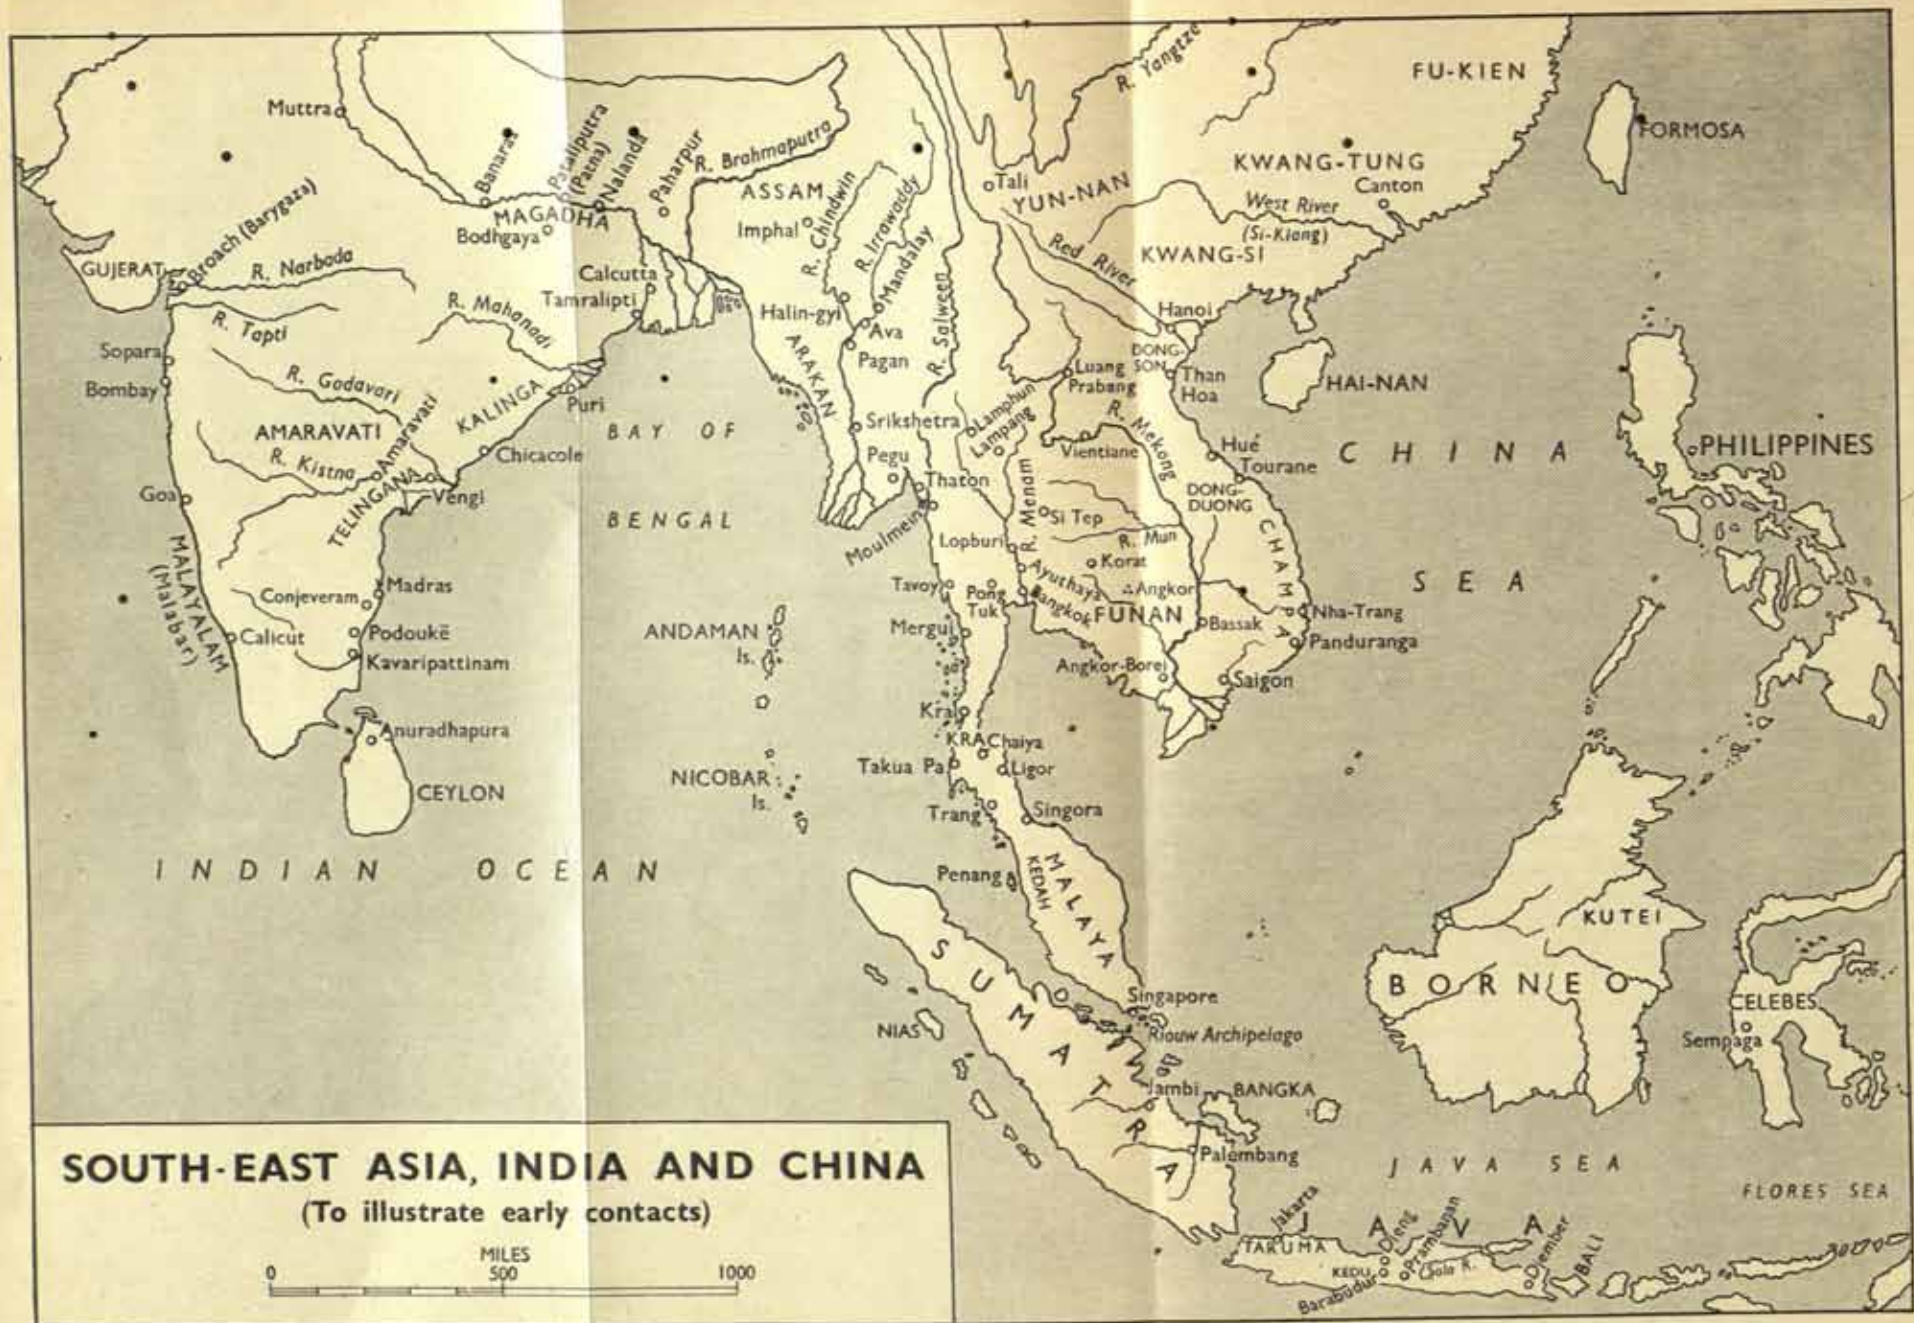 FU-KIEN
R. Yangtze
FORMOSA
Muttra
Banaras
Pataliputra
(Patna)
Nalanda
Paharpur
R. Brahmaputra
ASSAM
Imphal
R. Chindwin
R. Irrawaddy
Mandalay
Tali
YUN-NAN
KWANG-TUNG
Canton
West River
(Si-Kiang)
KWANG-SI
Red River
MAGADHA
Bodhgaya
GUJERAT
Broach (Barygaza)
R. Narbada
R. Tapti
R. Mahanadi
Calcutta
Tamralipti
Halin-gyi
Ava
Pagan
ARAKAN
R. Salween
Hanoi
DONG-
SON
Luang
Prabang
Than
Hoa
HAI-NAN
Sopara
Bombay
R. Godavari
KALINGA
Puri
AMARAVATI
Amaravati
R. Kistna
Chicacole
TELINGANA
Vengi
Goa
BAY OF
BENGAL
Srikshetra
Pegu
Thaton
Moulmein
Lamphun
Lampang
R. Menam
Vientiane
R. Mekong
Hué
Tourane
DONG-
DUONG
CHAMPA
CHINA
SEA
PHILIPPINES
Si Tep
R. Mun
Lopburi
Korat
Ayuthaya
Bangkok
Angkor
FUNAN
Bassak
Nha-Trang
Panduranga
Tavoy
Pong
Tuk
Mergui
Angkor-Borei
Saigon
MALAYALAM
(Malabar)
Conjeveram
Madras
Calicut
Podoukē
Kavaripattinam
Anuradhapura
CEYLON
ANDAMAN
Is.
NICOBAR
Is.
Kra
KRA
Chaiya
Takua Pa
Ligor
Trang
Singora
Penang
KEDAH
MALAYA
INDIAN OCEAN
SUMATRA
NIAS
Singapore
Riouw Archipelago
Jambi
BANGKA
Palembang
BORNEO
KUTEI
CELEBES
Sempaga
JAVA SEA
FLORES SEA
Jakarta
JAVA
TARUMA
Dieng
Prambanan
KEDU
Barabudur
(Solo R.
Djember
BALI
SOUTH-EAST ASIA, INDIA AND CHINA
(To illustrate early contacts)
MILES
0 500 1000